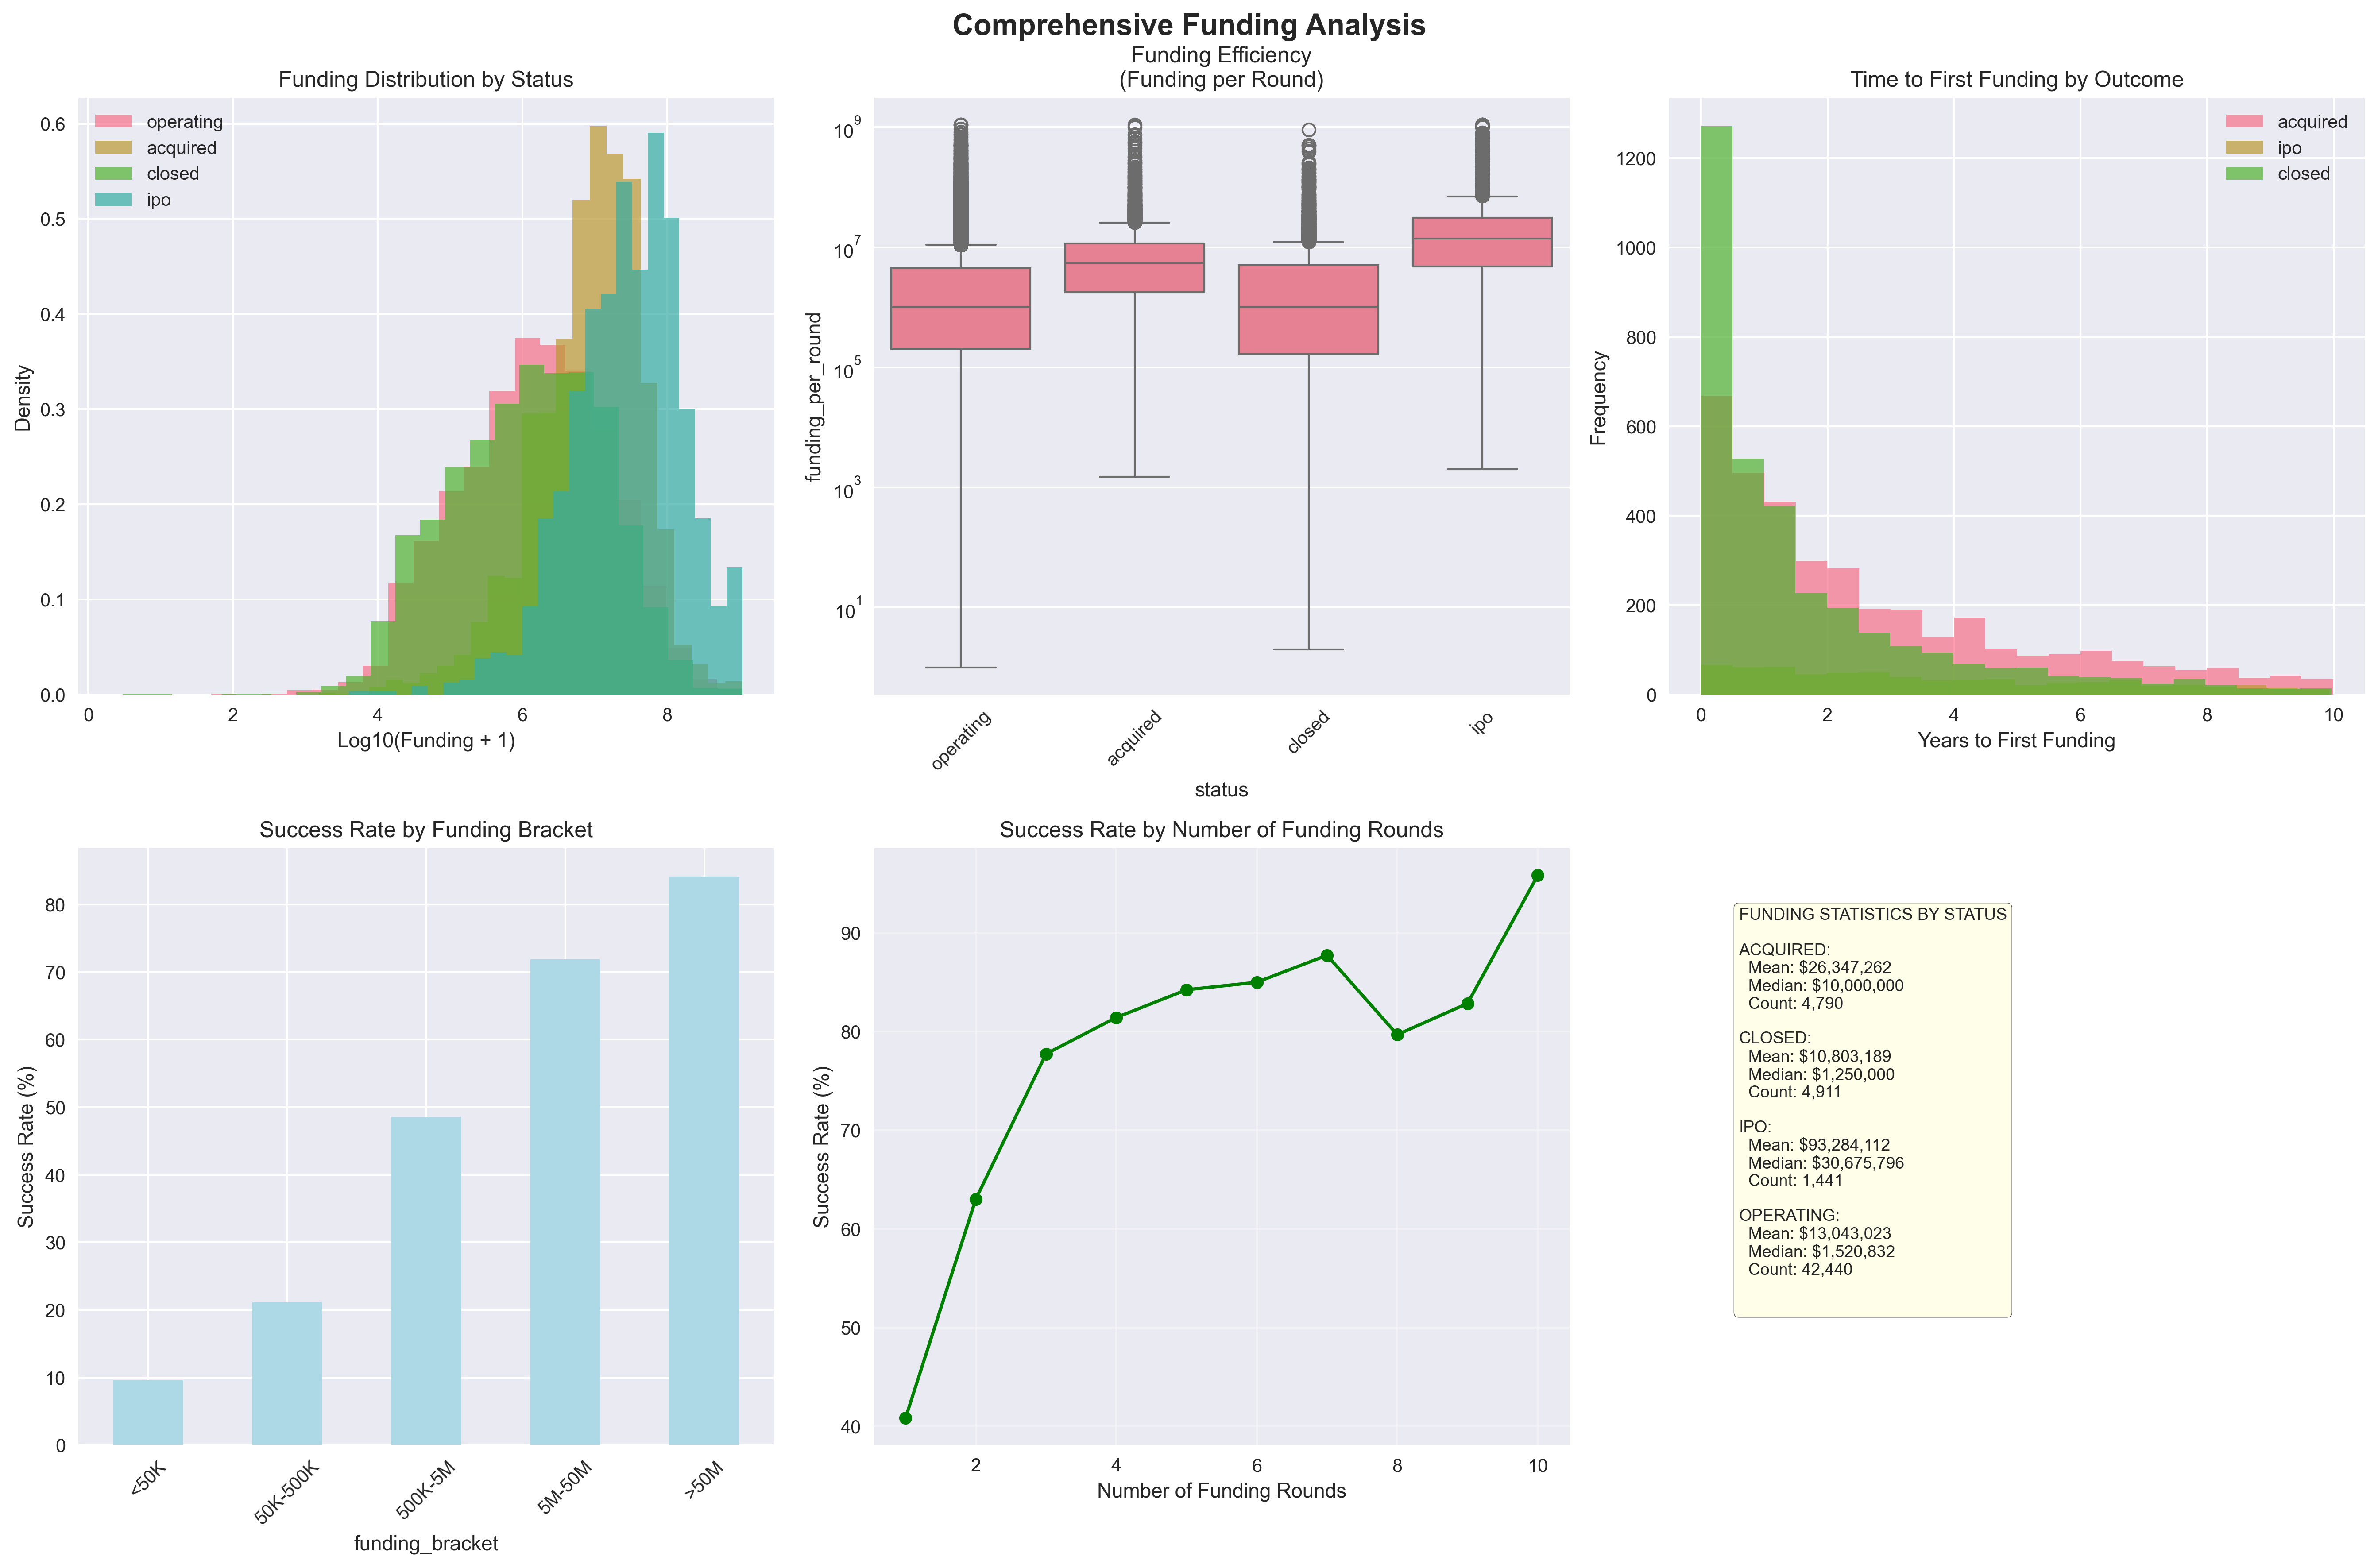 Comprehensive Funding Analysis
Funding Distribution by Status
0.6
0.5
0.4
0.3
0.2
0.1
0.0
Density
operating
acquired
closed
ipo
0
2
4
6
8
Log10(Funding + 1)
Funding Efficiency
(Funding per Round)
10^9
10^7
10^5
10^3
10^1
funding_per_round
operating
acquired
closed
ipo
status
Time to First Funding by Outcome
1200
1000
800
600
400
200
0
Frequency
acquired
ipo
closed
0
2
4
6
8
10
Years to First Funding
Success Rate by Funding Bracket
80
70
60
50
40
30
20
10
0
Success Rate (%)
<50K
50K-500K
500K-5M
5M-50M
>50M
funding_bracket
Success Rate by Number of Funding Rounds
90
80
70
60
50
40
Success Rate (%)
2
4
6
8
10
Number of Funding Rounds
FUNDING STATISTICS BY STATUS
ACQUIRED:
Mean: $26,347,262
Median: $10,000,000
Count: 4,790
CLOSED:
Mean: $10,803,189
Median: $1,250,000
Count: 4,911
IPO:
Mean: $93,284,112
Median: $30,675,796
Count: 1,441
OPERATING:
Mean: $13,043,023
Median: $1,520,832
Count: 42,440